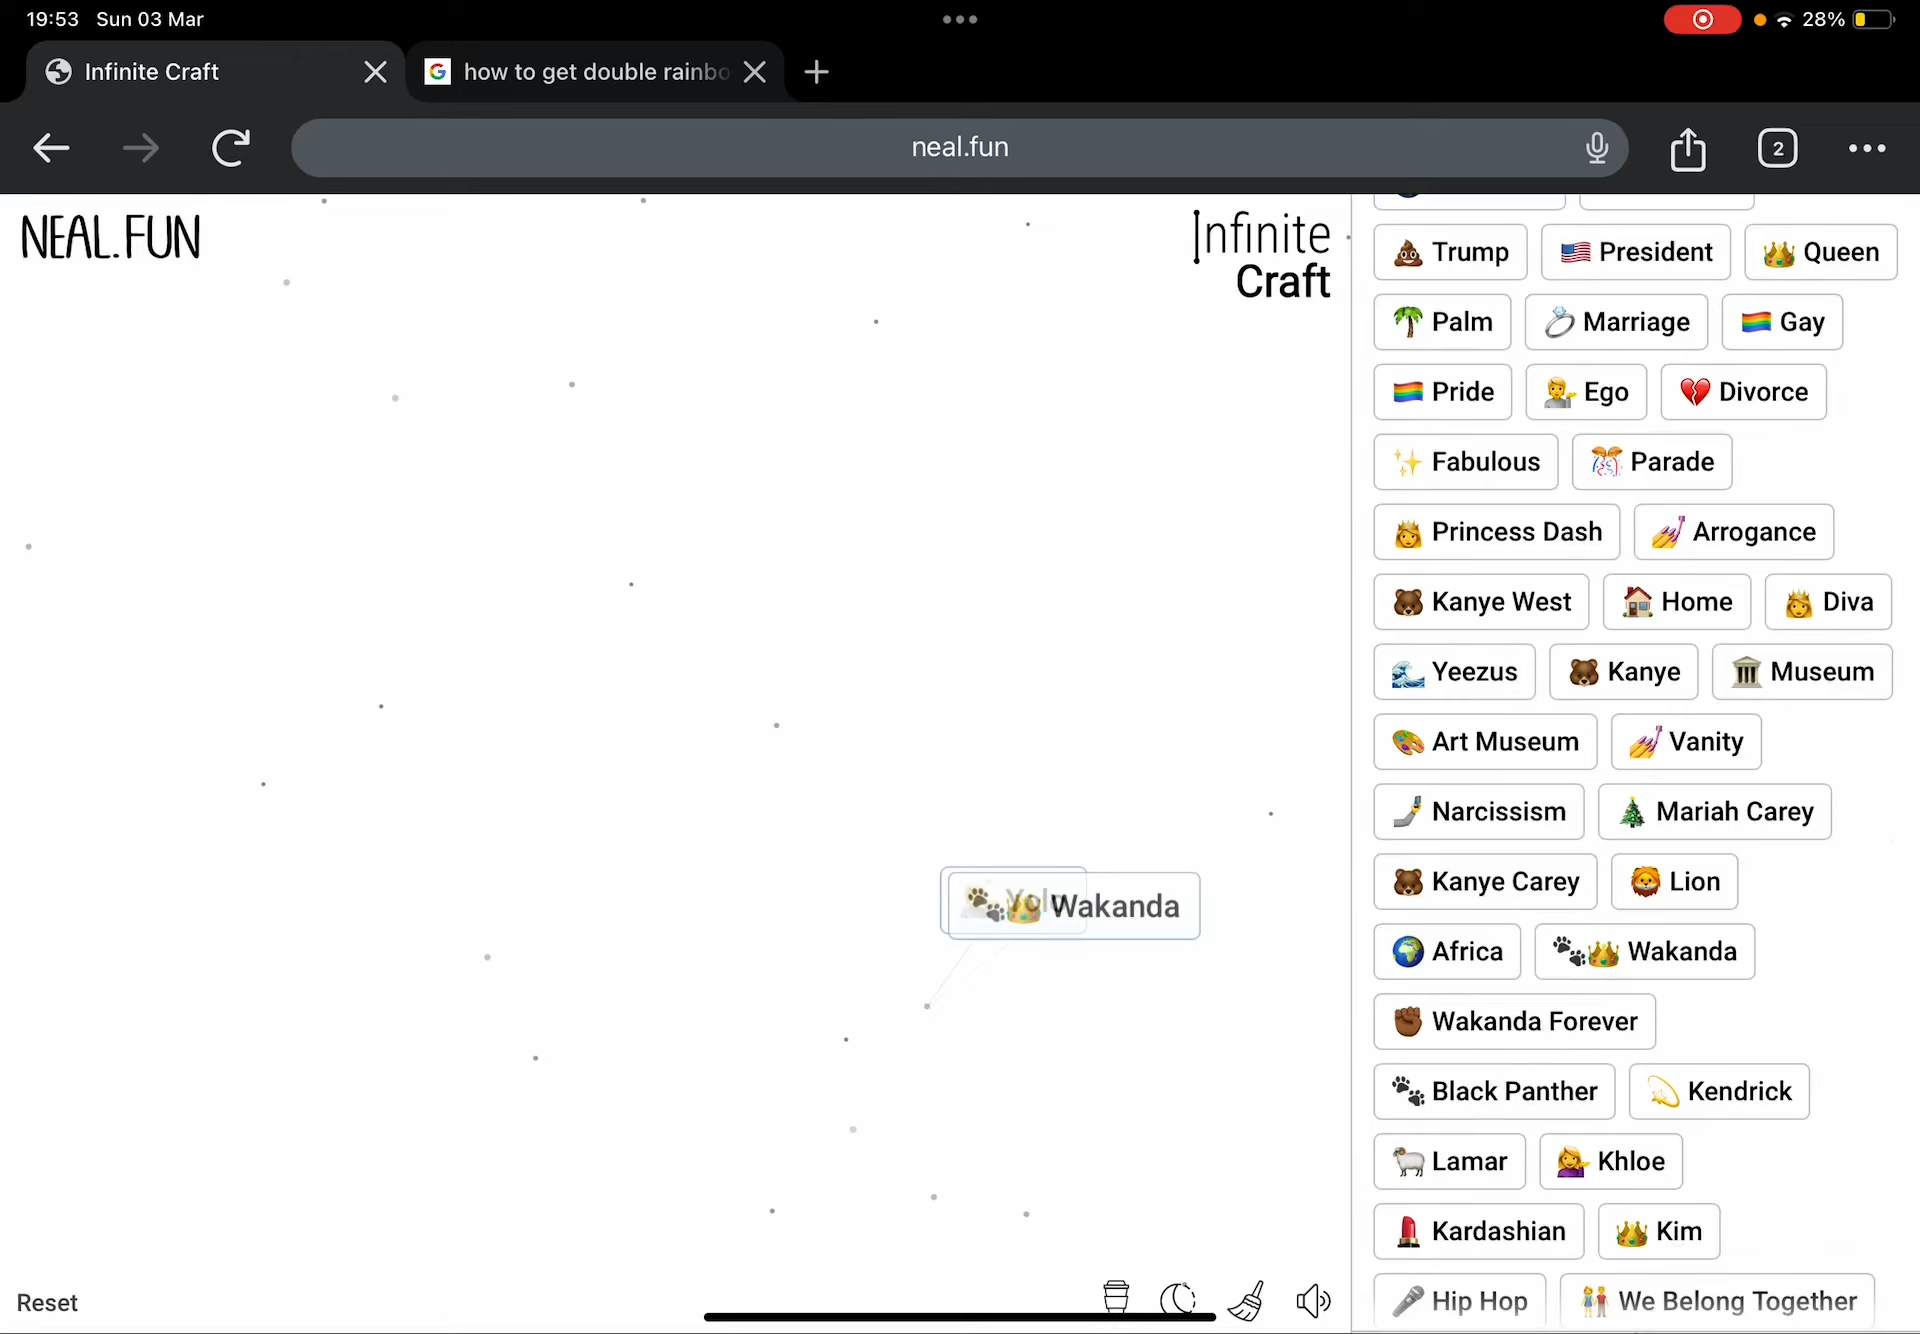 19:53 Sun 03 Mar
28%
Infinite Craft
how to get double rainbo
neal.fun
2
NEAL.FUN
Infinite
Craft
Trump
President
Queen
Palm
Marriage
Gay
Pride
Ego
Divorce
Fabulous
Parade
Princess Dash
Arrogance
Kanye West
Home
Diva
Yeezus
Kanye
Museum
Art Museum
Vanity
Narcissism
Mariah Carey
Kanye Carey
Lion
Wakanda
Africa
Wakanda
Wakanda Forever
Black Panther
Kendrick
Lamar
Khloe
Kardashian
Kim
Hip Hop
We Belong Together
Reset